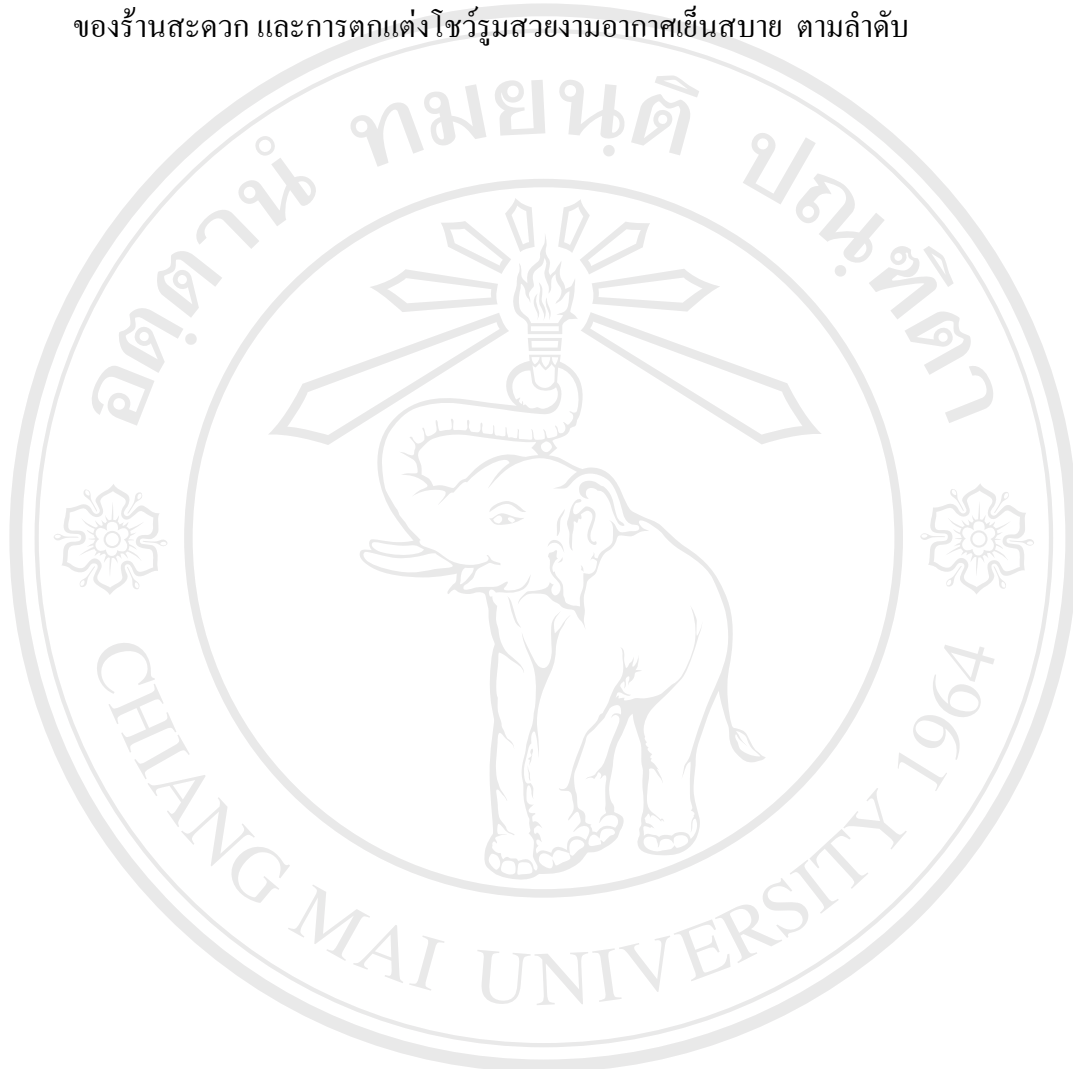 ของร้านสะดวก และการตกแต่งโชว์รูมสวยงามอากาศเย็นสบาย ตามลำดับ
อตฺตานํ ทมยนฺติ ปณฺฑิตา
CHIANG MAI UNIVERSITY 1964